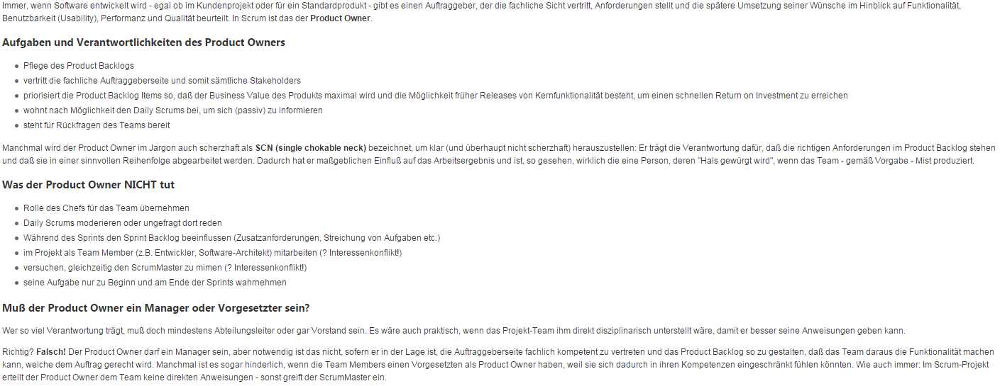 Immer, wenn Software entwickelt wird - egal ob im Kundenprojekt oder für ein Standardprodukt - gibt es einen Auftraggeber, der die fachliche Sicht vertritt, Anforderungen stellt und die spätere Umsetzung seiner Wünsche im Hinblick auf Funktionalität,
Benutzbarkeit (Usability), Performanz und Qualität beurteilt. In Scrum ist das der Product Owner.
Aufgaben und Verantwortlichkeiten des Product Owners
Pflege des Product Backlogs
vertritt die fachliche Auftraggeberseite und somit sämtliche Stakeholders
priorisiert die Product Backlog Items so, daß der Business Value des Produkts maximal wird und die Möglichkeit früher Releases von Kernfunktionalität besteht, um einen schnellen Return on Investment zu erreichen
wohnt nach Möglichkeit den Daily Scrums bei, um sich (passiv) zu informieren
steht für Rückfragen des Teams bereit
Manchmal wird der Product Owner im Jargon auch scherzhaft als SCN (single chokable neck) bezeichnet, um klar (und überhaupt nicht scherzhaft) herauszustellen: Er trägt die Verantwortung dafür, daß die richtigen Anforderungen im Product Backlog stehen
und daß sie in einer sinnvollen Reihenfolge abgearbeitet werden. Dadurch hat er maßgeblichen Einfluß auf das Arbeitsergebnis und ist, so gesehen, wirklich die eine Person, deren "Hals gewürgt wird", wenn das Team - gemäß Vorgabe - Mist produziert.
Was der Product Owner NICHT tut
Rolle des Chefs für das Team übernehmen
Daily Scrums moderieren oder ungefragt dort reden
Während des Sprints den Sprint Backlog beeinflussen (Zusatzanforderungen, Streichung von Aufgaben etc.)
im Projekt als Team Member (z.B. Entwickler, Software-Architekt) mitarbeiten (? Interessenkonflikt!)
versuchen, gleichzeitig den ScrumMaster zu mimen (? Interessenkonflikt!)
seine Aufgabe nur zu Beginn und am Ende der Sprints wahrnehmen
Muß der Product Owner ein Manager oder Vorgesetzter sein?
Wer so viel Verantwortung trägt, muß doch mindestens Abteilungsleiter oder gar Vorstand sein. Es wäre auch praktisch, wenn das Projekt-Team ihm direkt disziplinarisch unterstellt wäre, damit er besser seine Anweisungen geben kann.
Richtig? Falsch! Der Product Owner darf ein Manager sein, aber notwendig ist das nicht, sofern er in der Lage ist, die Auftraggeberseite fachlich kompetent zu vertreten und das Product Backlog so zu gestalten, daß das Team daraus die Funktionalität machen
kann, welche dem Auftrag gerecht wird. Manchmal ist es sogar hinderlich, wenn die Team Members einen Vorgesetzten als Product Owner haben, weil sie sich dadurch in ihren Kompetenzen eingeschränkt fühlen könnten. Wie auch immer: Im Scrum-Projekt
erteilt der Product Owner dem Team keine direkten Anweisungen - sonst greift der ScrumMaster ein.